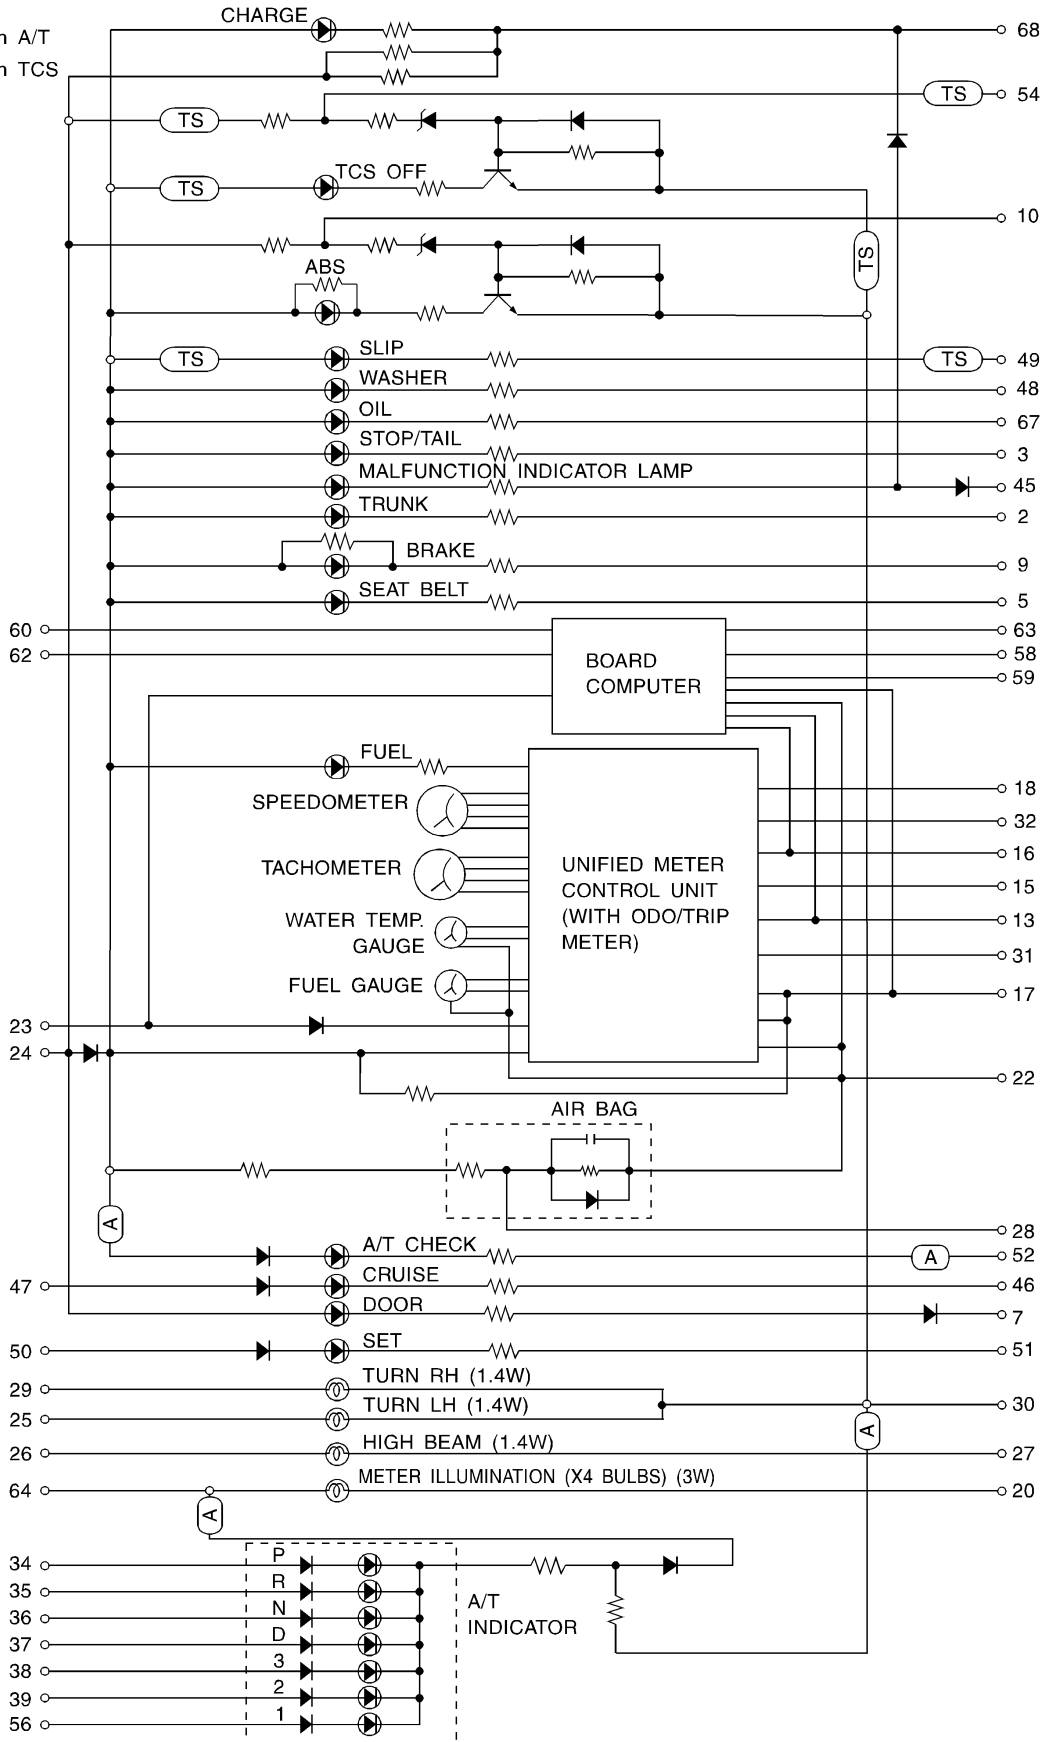 CHARGE
68
A/T
TCS
TS
54
TS
TCS OFF
TS
10
TS
ABS
SLIP
TS
TS
49
WASHER
48
OIL
67
STOP/TAIL
3
MALFUNCTION INDICATOR LAMP
45
TRUNK
2
BRAKE
9
SEAT BELT
5
60
63
62
58
BOARD
COMPUTER
59
FUEL
18
SPEEDOMETER
32
16
TACHOMETER
UNIFIED METER
CONTROL UNIT
(WITH ODO/TRIP
METER)
15
WATER TEMP.
GAUGE
13
31
FUEL GAUGE
17
23
24
22
AIR BAG
A
28
A/T CHECK
A
52
47
CRUISE
46
DOOR
7
50
SET
51
29
TURN RH (1.4W)
30
25
TURN LH (1.4W)
A
26
HIGH BEAM (1.4W)
27
64
METER ILLUMINATION (X4 BULBS) (3W)
20
A
34
P
35
R
A/T
INDICATOR
36
N
37
D
38
3
39
2
56
1